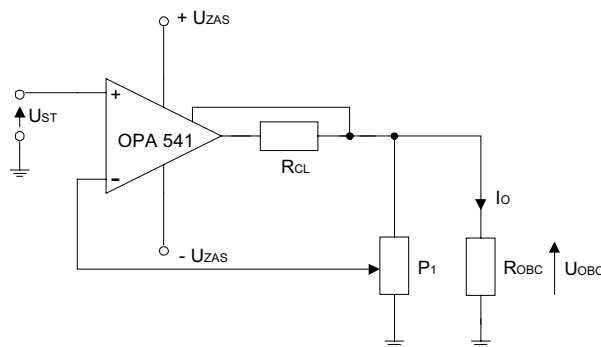 + UZAS
+
UST
OPA 541
RCL
-
IO
- UZAS
P1
ROBC
UOBC